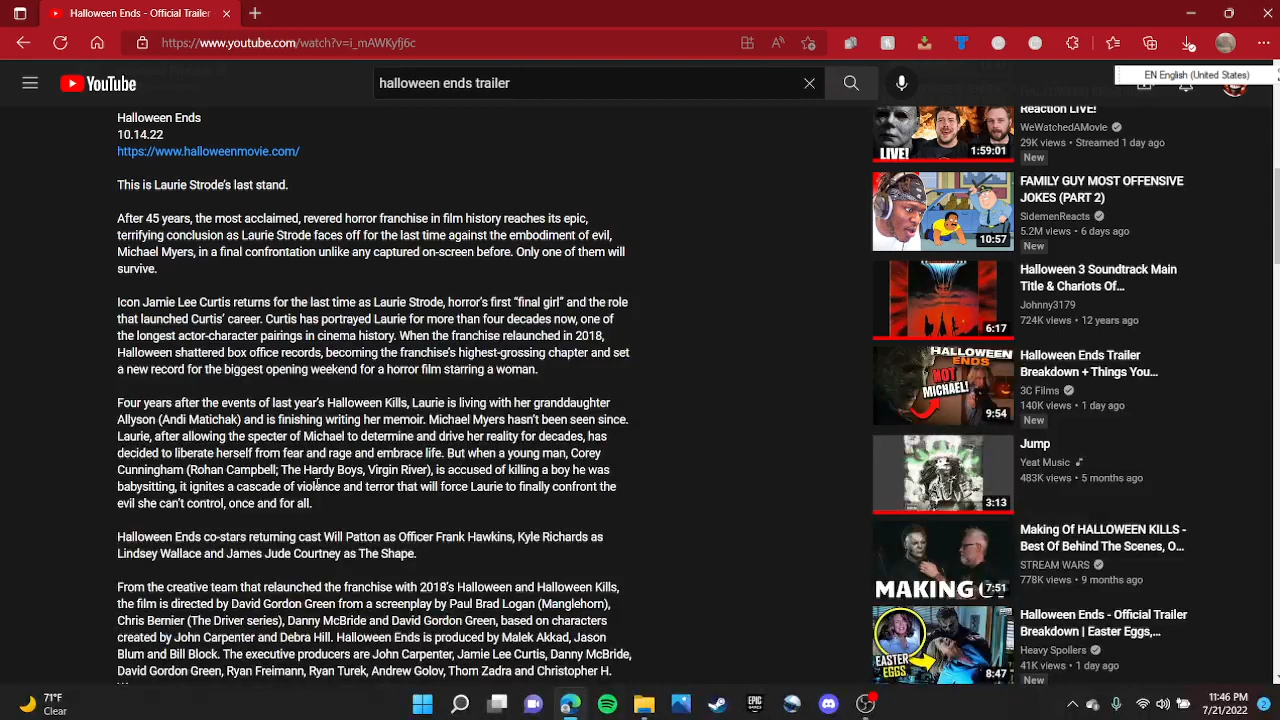 Halloween Ends - Official Trailer
https://www.youtube.com/watch?v=i_mAWKyfj6c
YouTube
halloween ends trailer
EN English (United States)
Halloween Ends
10.14.22
https://www.halloweenmovie.com/
This is Laurie Strode's last stand.
After 45 years, the most acclaimed, revered horror franchise in film history reaches its epic,
terrifying conclusion as Laurie Strode faces off for the last time against the embodiment of evil,
Michael Myers, in a final confrontation unlike any captured on-screen before. Only one of them will
survive.
Icon Jamie Lee Curtis returns for the last time as Laurie Strode, horror's first “final girl” and the role
that launched Curtis' career. Curtis has portrayed Laurie for more than four decades now, one of
the longest actor-character pairings in cinema history. When the franchise relaunched in 2018,
Halloween shattered box office records, becoming the franchise's highest-grossing chapter and set
a new record for the biggest opening weekend for a horror film starring a woman.
Four years after the events of last year's Halloween Kills, Laurie is living with her granddaughter
Allyson (Andi Matichak) and is finishing writing her memoir. Michael Myers hasn't been seen since.
Laurie, after allowing the specter of Michael to determine and drive her reality for decades, has
decided to liberate herself from fear and rage and embrace life. But when a young man, Corey
Cunningham (Rohan Campbell; The Hardy Boys, Virgin River), is accused of killing a boy he was
babysitting, it ignites a cascade of violence and terror that will force Laurie to finally confront the
evil she can't control, once and for all.
Halloween Ends co-stars returning cast Will Patton as Officer Frank Hawkins, Kyle Richards as
Lindsey Wallace and James Jude Courtney as The Shape.
From the creative team that relaunched the franchise with 2018's Halloween and Halloween Kills,
the film is directed by David Gordon Green from a screenplay by Paul Brad Logan (Manglehorn),
Chris Bernier (The Driver series), Danny McBride and David Gordon Green, based on characters
created by John Carpenter and Debra Hill. Halloween Ends is produced by Malek Akkad, Jason
Blum and Bill Block. The executive producers are John Carpenter, Jamie Lee Curtis, Danny McBride,
David Gordon Green, Ryan Freimann, Ryan Turek, Andrew Golov, Thom Zadra and Christopher H.
LIVE!
1:59:01
Reaction LIVE!
WeWatchedAMovie
29K views • Streamed 1 day ago
New
10:57
FAMILY GUY MOST OFFENSIVE
JOKES (PART 2)
SidemenReacts
5.2M views • 6 days ago
New
6:17
Halloween 3 Soundtrack Main
Title & Chariots Of...
Johnny3179
724K views • 12 years ago
HALLOWEEN
ENDS
NOT
MICHAEL!
9:54
Halloween Ends Trailer
Breakdown + Things You...
3C Films
140K views • 1 day ago
New
3:13
Jump
Yeat Music
483K views • 5 months ago
MAKING OF
7:51
Making Of HALLOWEEN KILLS -
Best Of Behind The Scenes, O...
STREAM WARS
778K views • 9 months ago
EASTER
EGGS
8:47
Halloween Ends - Official Trailer
Breakdown | Easter Eggs,...
Heavy Spoilers
41K views • 1 day ago
New
71°F
Clear
EPIC
GAMES
11:46 PM
7/21/2022